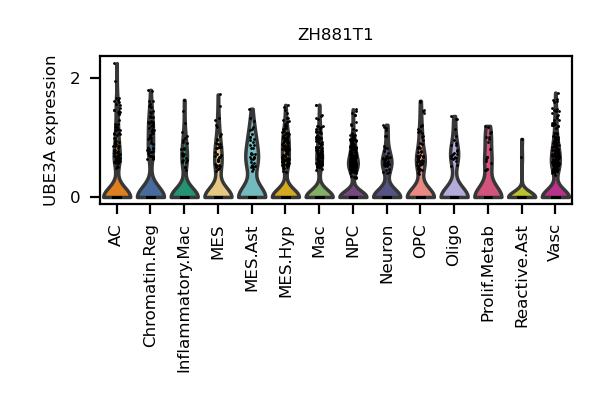 ZH881T1
UBE3A expression
2
0
AC
Chromatin.Reg
Inflammatory.Mac
MES
MES.Ast
MES.Hyp
Mac
NPC
Neuron
OPC
Oligo
Prolif.Metab
Reactive.Ast
Vasc